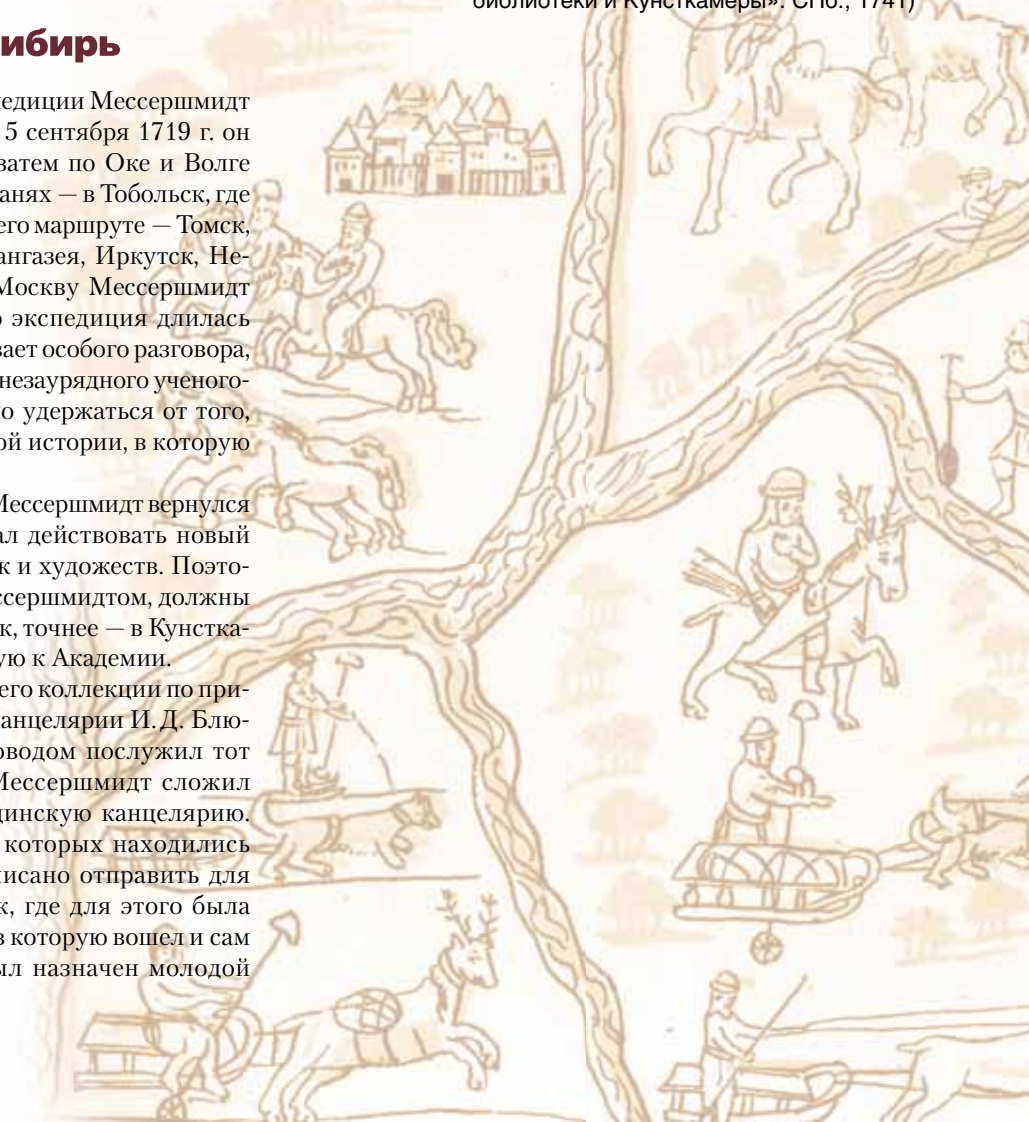 библиотеки и Кунсткамеры». СПб., 1741)
ибирь
педиции Мессершмидт
5 сентября 1719 г. он
затем по Оке и Волге
анях — в Тобольск, где
его маршруте — Томск,
ангазея, Иркутск, Не-
Москву Мессершмидт
о экспедиция длилась
вает особого разговора,
незаурядного ученого-
о удержаться от того,
ой истории, в которую
Мессершмидт вернулся
ал действовать новый
к и художеств. Поэто-
ссершмидтом, должны
к, точнее — в Кунстка-
ую к Академии.
его коллекции по при-
анцелярии И. Д. Блю-
оводом послужил тот
Мессершмидт сложил
цинскую канцелярию.
которых находились
писано отправить для
к, где для этого была
в которую вошел и сам
ыл назначен молодой